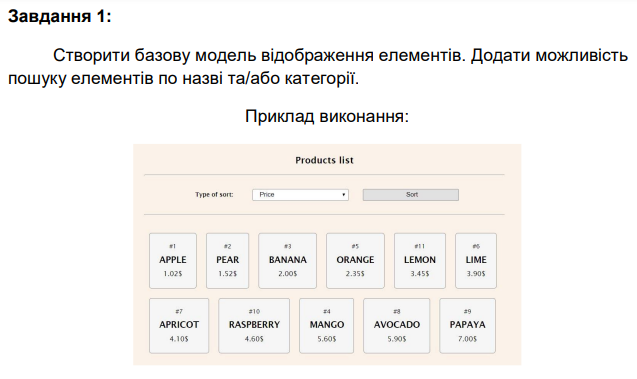 Завдання 1:
Створити базову модель відображення елементів. Додати можливість
пошуку елементів по назві та/або категорії.
Приклад виконання:
Products list
Type of sort: Price Sort
#1 #2 #3 #5 #11 #6
APPLE PEAR BANANA ORANGE LEMON LIME
1.02$ 1.52$ 2.00$ 2.35$ 3.45$ 3.90$
#7 #10 #4 #8 #9
APRICOT RASPBERRY MANGO AVOCADO PAPAYA
4.10$ 4.60$ 5.60$ 5.90$ 7.00$